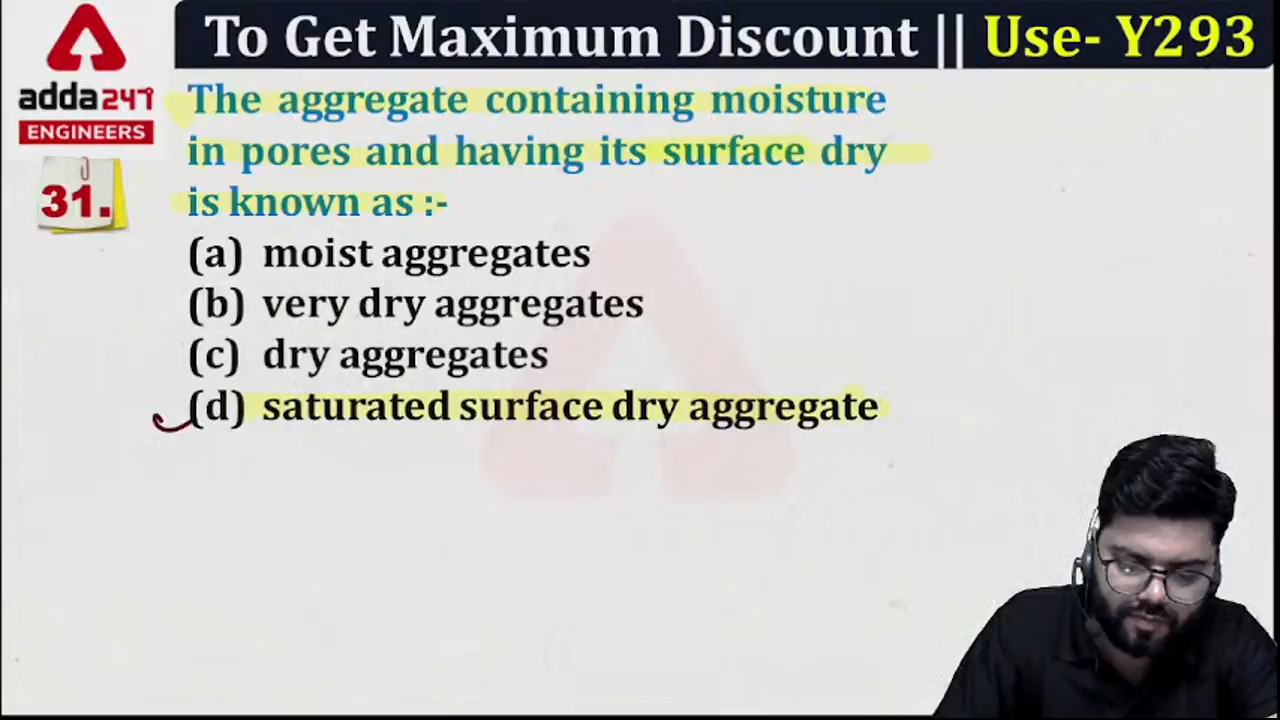 To Get Maximum Discount || Use- Y293
adda247
ENGINEERS
31.
The aggregate containing moisture
in pores and having its surface dry
is known as :-
(a) moist aggregates
(b) very dry aggregates
(c) dry aggregates
(d) saturated surface dry aggregate